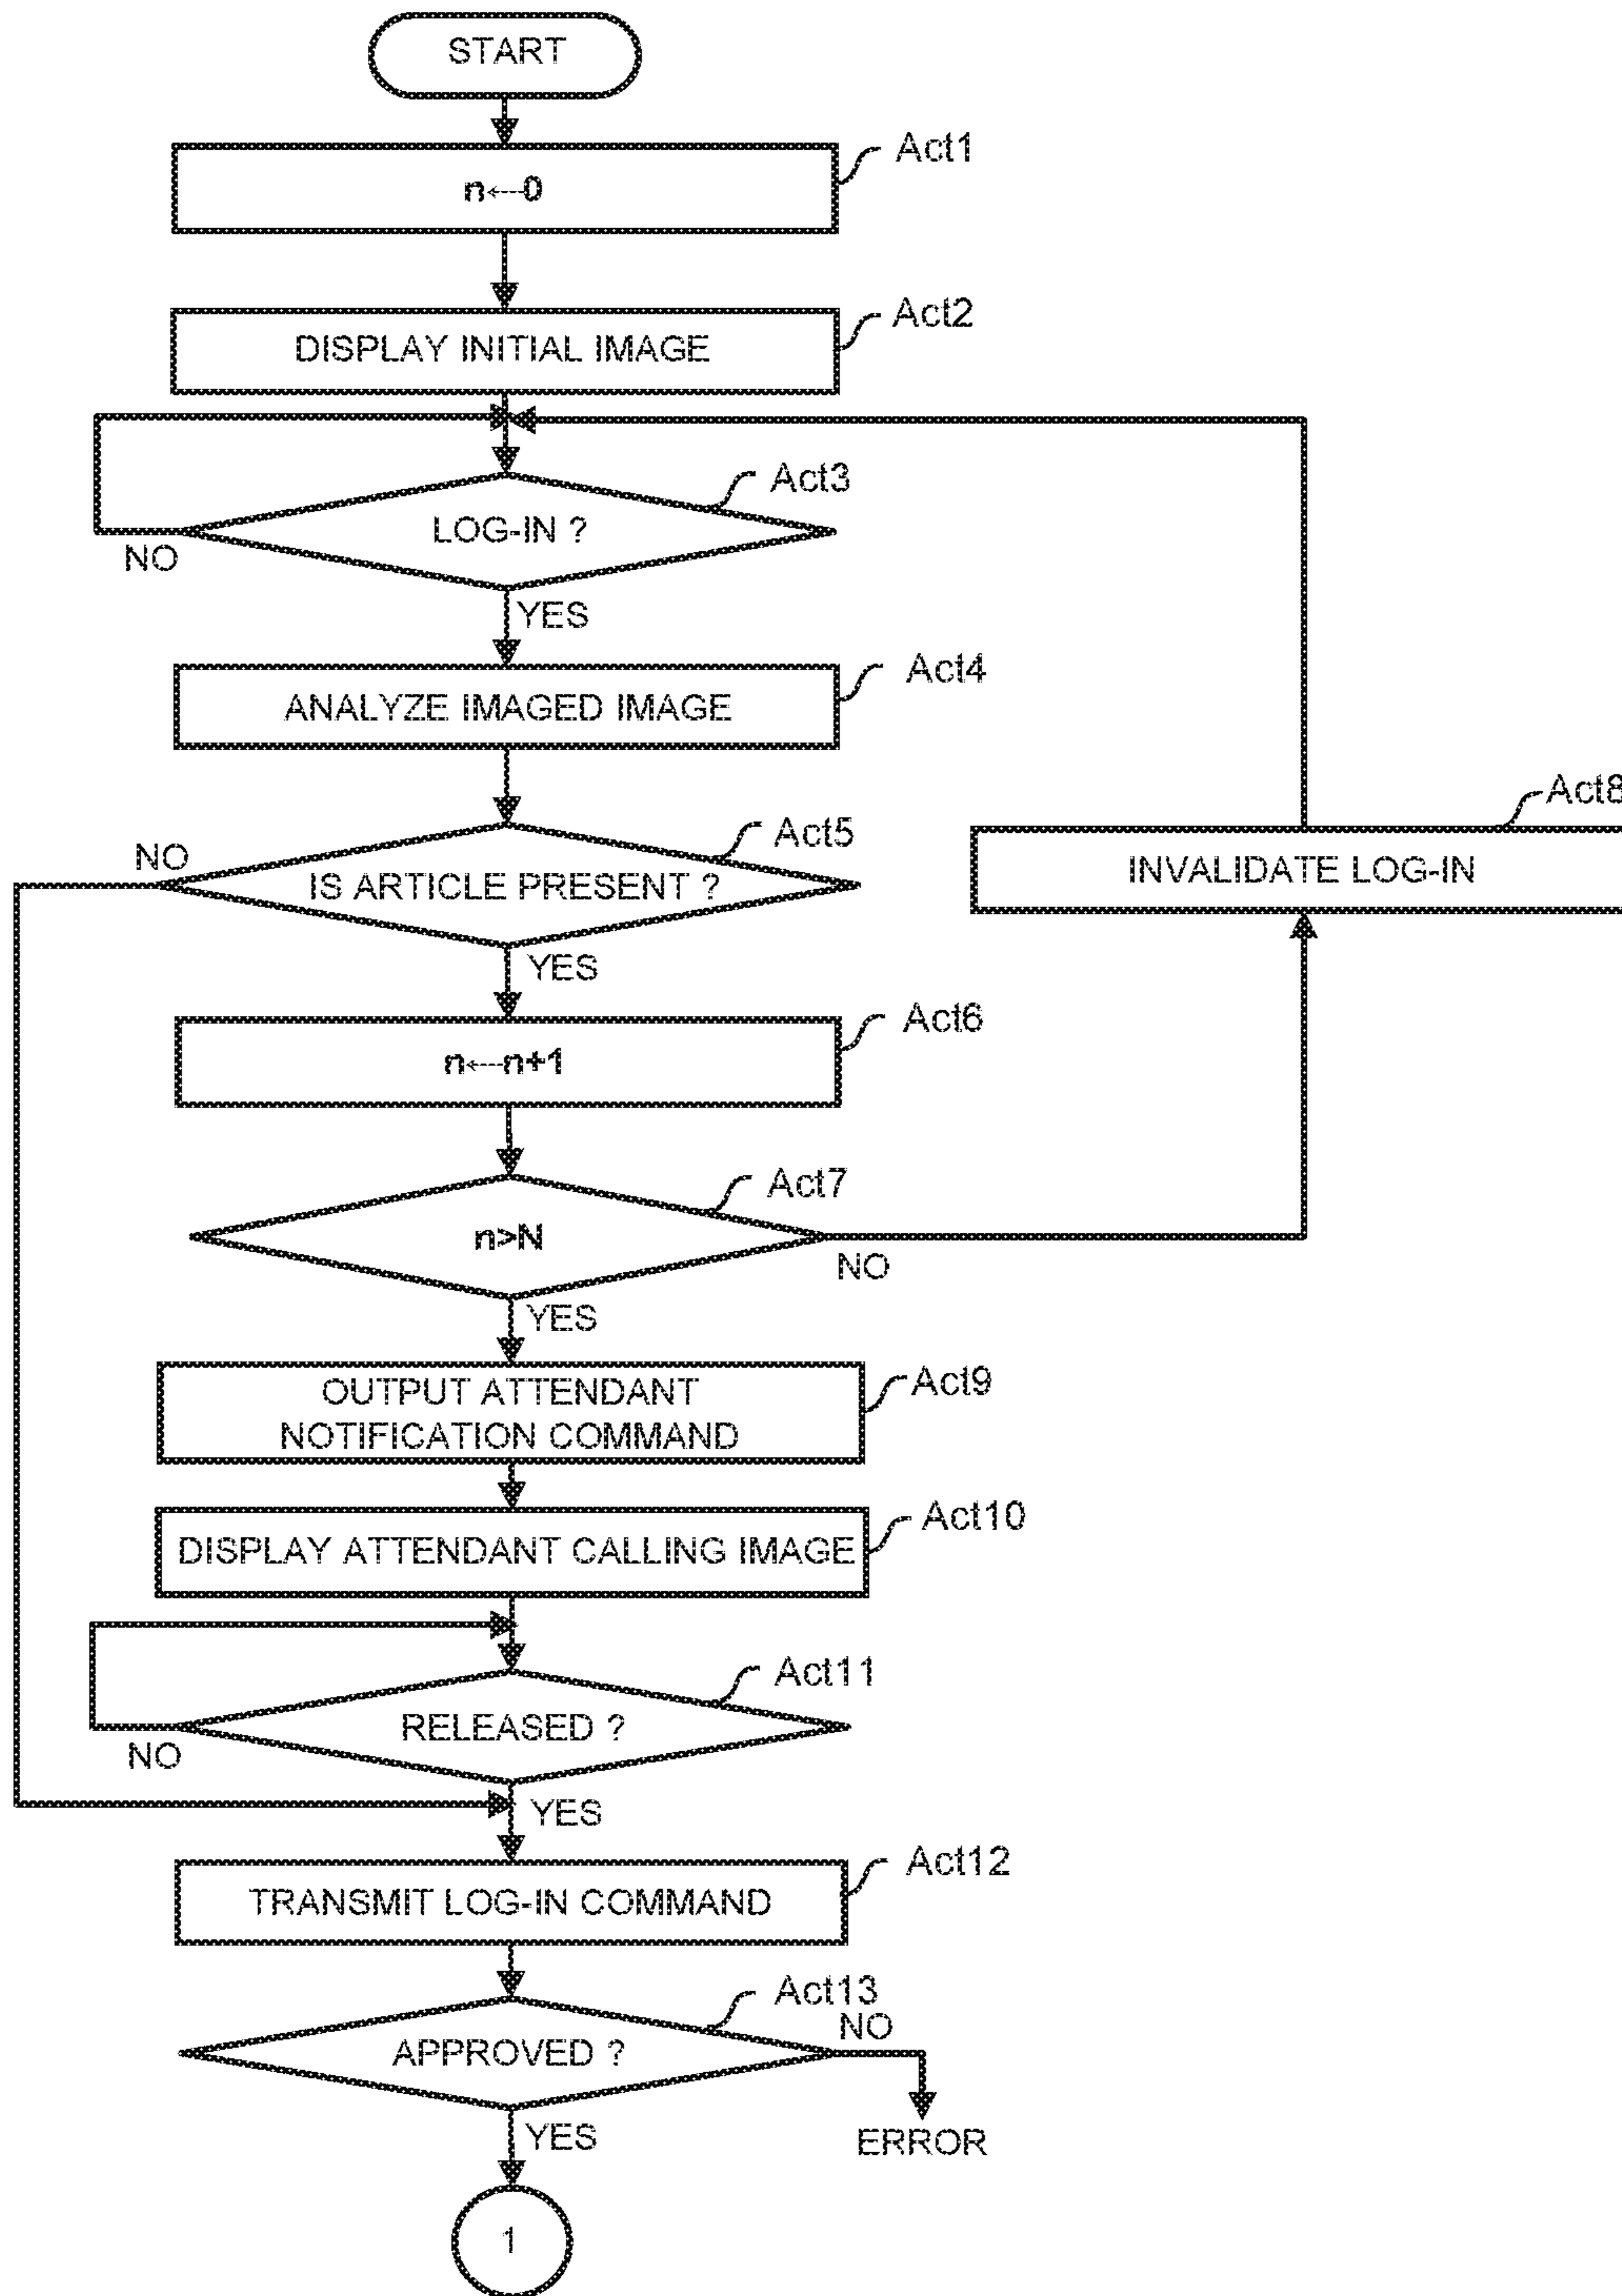 START
Act1
n←0
Act2
DISPLAY INITIAL IMAGE
Act3
LOG-IN ?
NO
YES
Act4
ANALYZE IMAGED IMAGE
Act8
INVALIDATE LOG-IN
Act5
NO
IS ARTICLE PRESENT ?
YES
Act6
n←n+1
Act7
n>N
NO
YES
Act9
OUTPUT ATTENDANT
NOTIFICATION COMMAND
Act10
DISPLAY ATTENDANT CALLING IMAGE
Act11
RELEASED ?
NO
YES
Act12
TRANSMIT LOG-IN COMMAND
Act13
NO
APPROVED ?
YES
ERROR
1